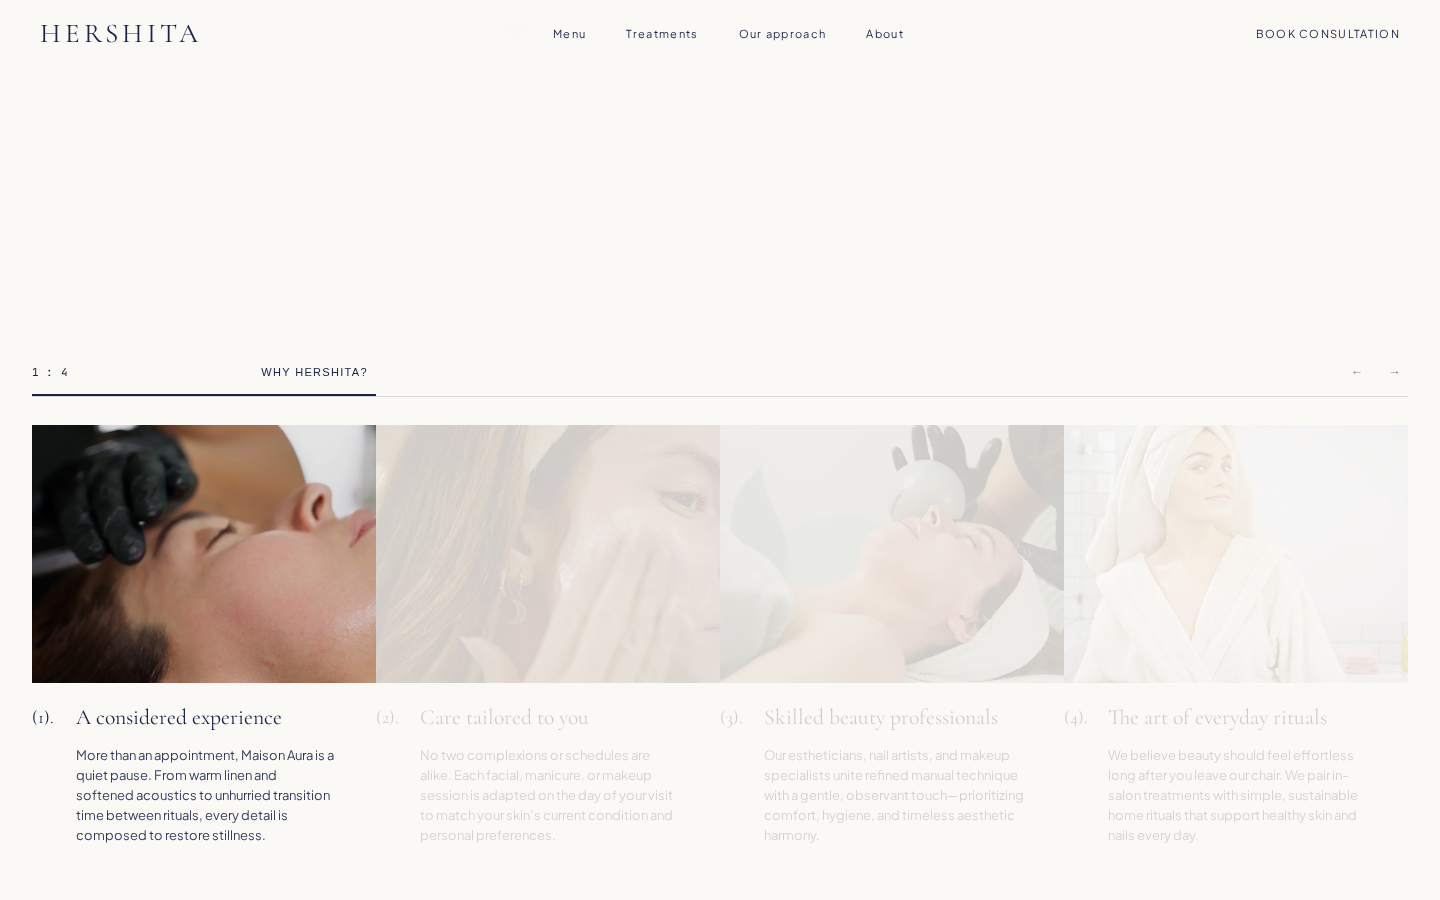 HERSHITA
Menu
Treatments
Our approach
About
BOOK CONSULTATION
1 : 4
WHY HERSHITA?
← →
(1). A considered experience
More than an appointment, Maison Aura is a
quiet pause. From warm linen and
softened acoustics to unhurried transition
time between rituals, every detail is
composed to restore stillness.
(2). Care tailored to you
No two complexions or schedules are
alike. Each facial, manicure, or makeup
session is adapted on the day of your visit
to match your skin’s current condition and
personal preferences.
(3). Skilled beauty professionals
Our estheticians, nail artists, and makeup
specialists unite refined manual technique
with a gentle, observant touch—prioritizing
comfort, hygiene, and timeless aesthetic
harmony.
(4). The art of everyday rituals
We believe beauty should feel effortless
long after you leave our chair. We pair in-
salon treatments with simple, sustainable
home rituals that support healthy skin and
nails every day.